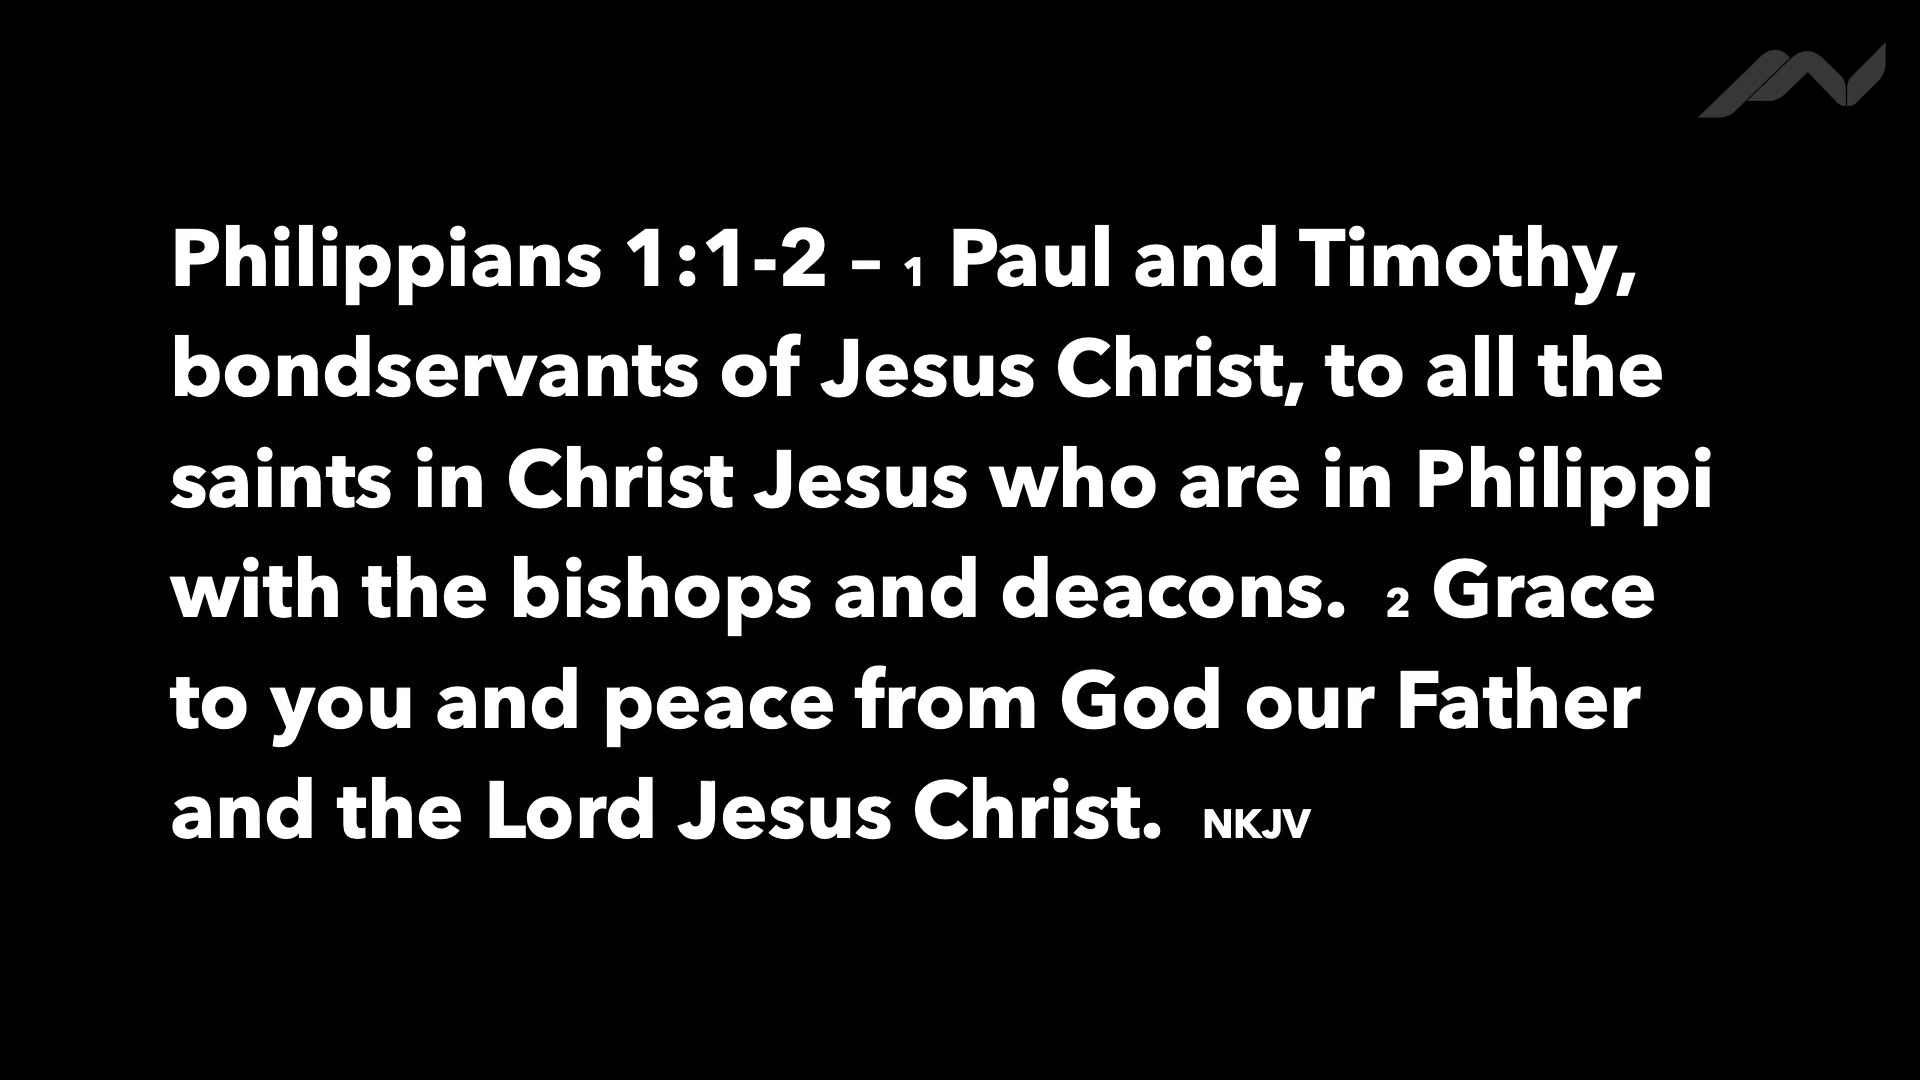 Philippians 1:1-2 – 1 Paul and Timothy,
bondservants of Jesus Christ, to all the
saints in Christ Jesus who are in Philippi
with the bishops and deacons. 2 Grace
to you and peace from God our Father
and the Lord Jesus Christ. NKJV